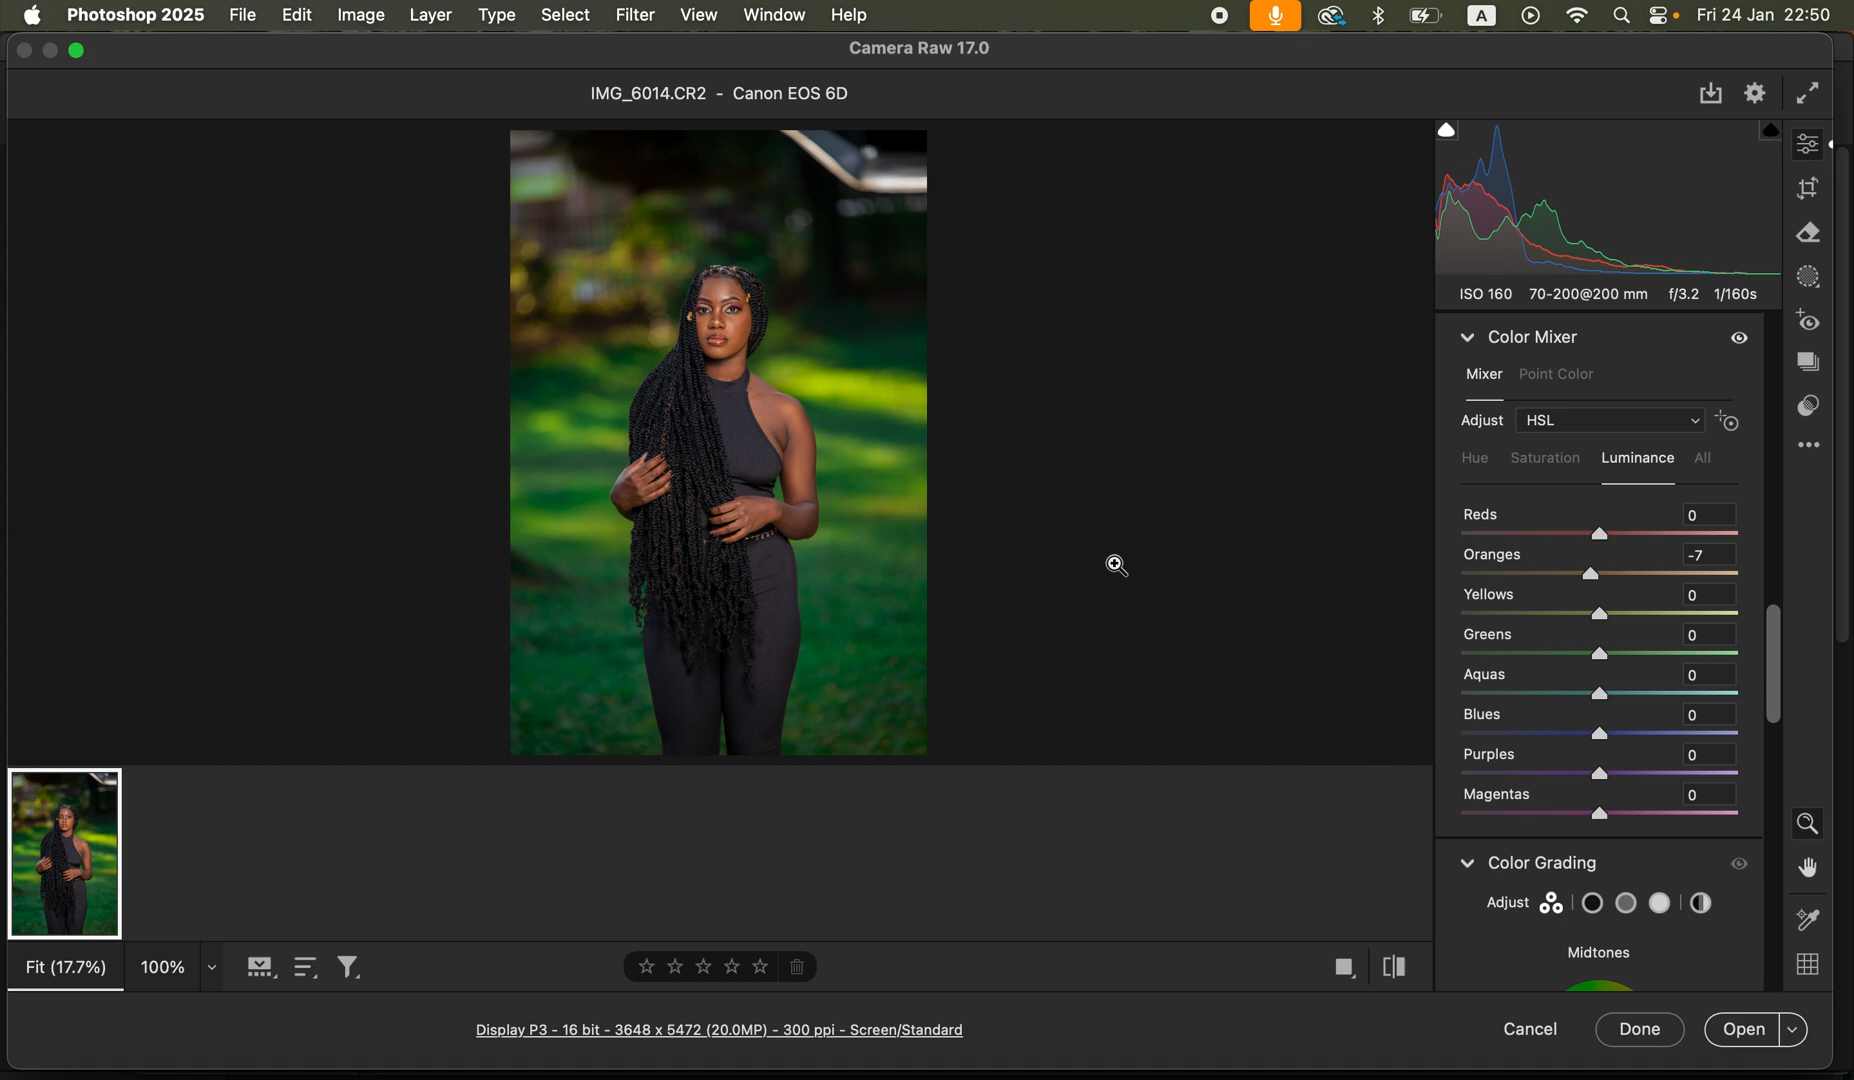 Photoshop 2025 File Edit Image Layer Type Select Filter View Window Help A Fri 24 Jan 22:50
Camera Raw 17.0
IMG_6014.CR2 - Canon EOS 6D
ISO 160 70-200@200 mm f/3.2 1/160s
Color Mixer
Mixer Point Color
Adjust HSL
Hue Saturation Luminance All
Reds 0
Oranges -7
Yellows 0
Greens 0
Aquas 0
Blues 0
Purples 0
Magentas 0
Color Grading
Adjust
Midtones
Fit (17.7%) 100%
Display P3 - 16 bit - 3648 x 5472 (20.0MP) - 300 ppi - Screen/Standard
Cancel Done Open